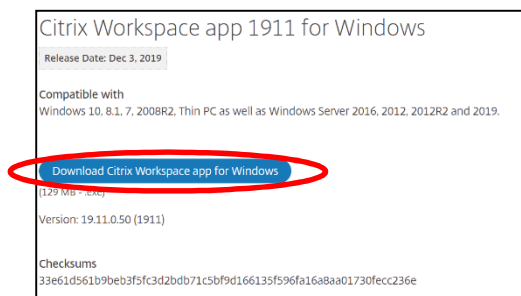 Citrix Workspace app 1911 for Windows
Release Date: Dec 3, 2019
Compatible with
Windows 10, 8.1, 7, 2008R2, Thin PC as well as Windows Server 2016, 2012, 2012R2 and 2019.
Download Citrix Workspace app for Windows
(129 MB - .exe)
Version: 19.11.0.50 (1911)
Checksums
33e61d561b9beb3f5fc3d2bdb71c5bf9d166135f596fa16a8aa01730fecc236e